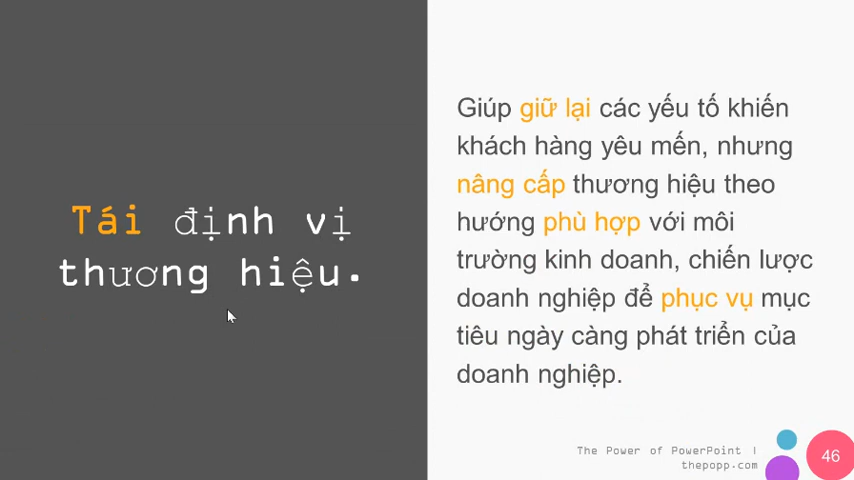 Tái định vị
thương hiệu.
Giúp giữ lại các yếu tố khiến
khách hàng yêu mến, nhưng
nâng cấp thương hiệu theo
hướng phù hợp với môi
trường kinh doanh, chiến lược
doanh nghiệp để phục vụ mục
tiêu ngày càng phát triển của
doanh nghiệp.
The Power of PowerPoint |
thepopp.com
46